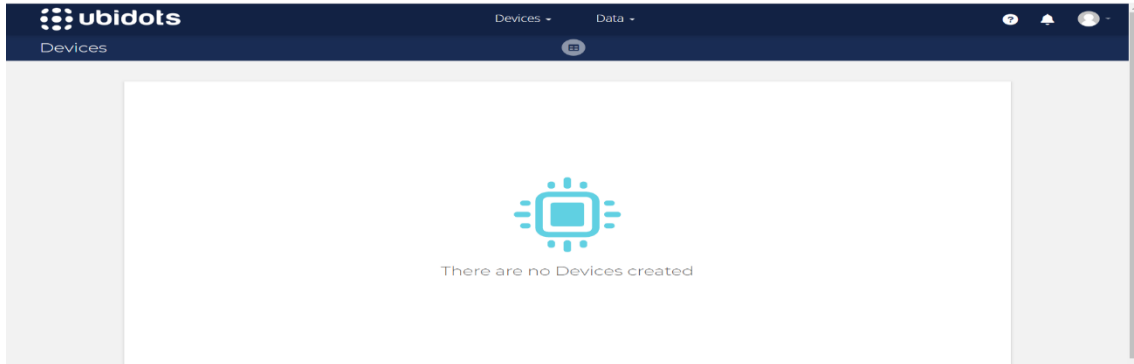 ubidots
Devices
Data
?
Devices
There are no Devices created